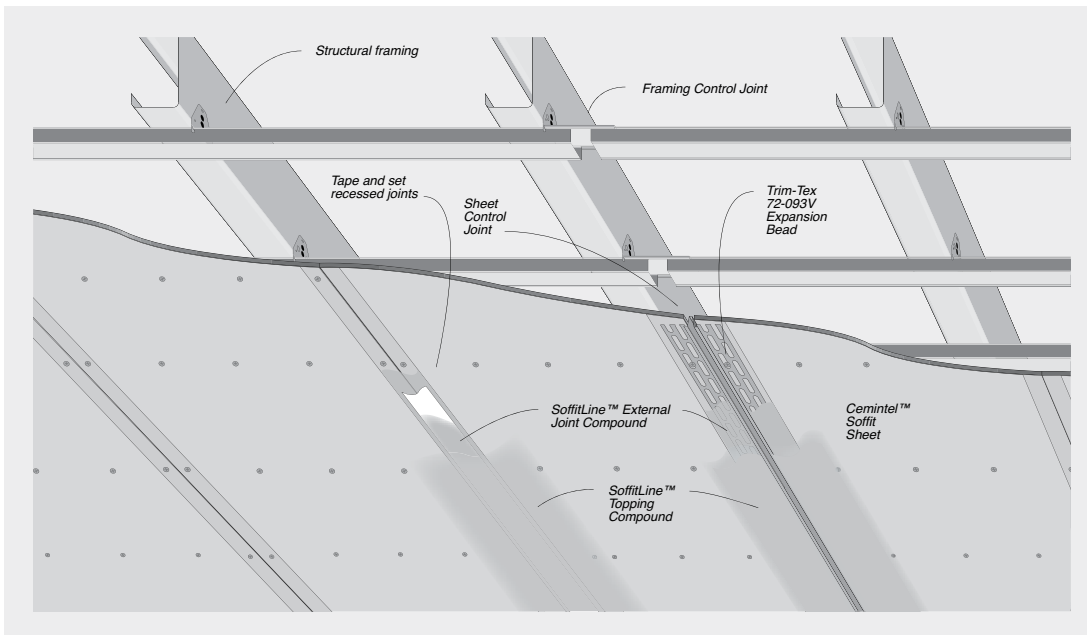 Structural framing
Framing Control Joint
Tape and set
recessed joints
Sheet
Control
Joint
Trim-Tex
72-093V
Expansion
Bead
SoffitLine™ External
Joint Compound
Cemintel™
Soffit
Sheet
SoffitLine™
Topping
Compound